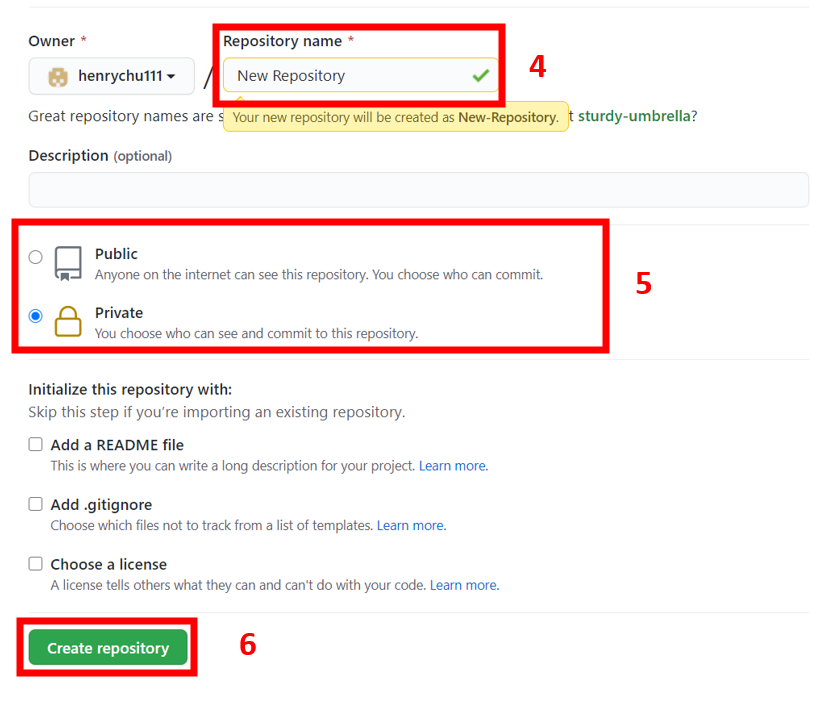 Owner *
Repository name *
henrychu111
/
New Repository
4
Great repository names are s
Your new repository will be created as New-Repository.
t sturdy-umbrella?
Description (optional)
Public
Anyone on the internet can see this repository. You choose who can commit.
5
Private
You choose who can see and commit to this repository.
Initialize this repository with:
Skip this step if you're importing an existing repository.
Add a README file
This is where you can write a long description for your project. Learn more.
Add .gitignore
Choose which files not to track from a list of templates. Learn more.
Choose a license
A license tells others what they can and can't do with your code. Learn more.
Create repository
6